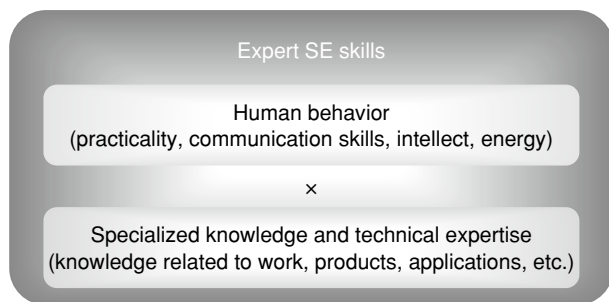 Expert SE skills
Human behavior
(practicality, communication skills, intellect, energy)
×
Specialized knowledge and technical expertise
(knowledge related to work, products, applications, etc.)